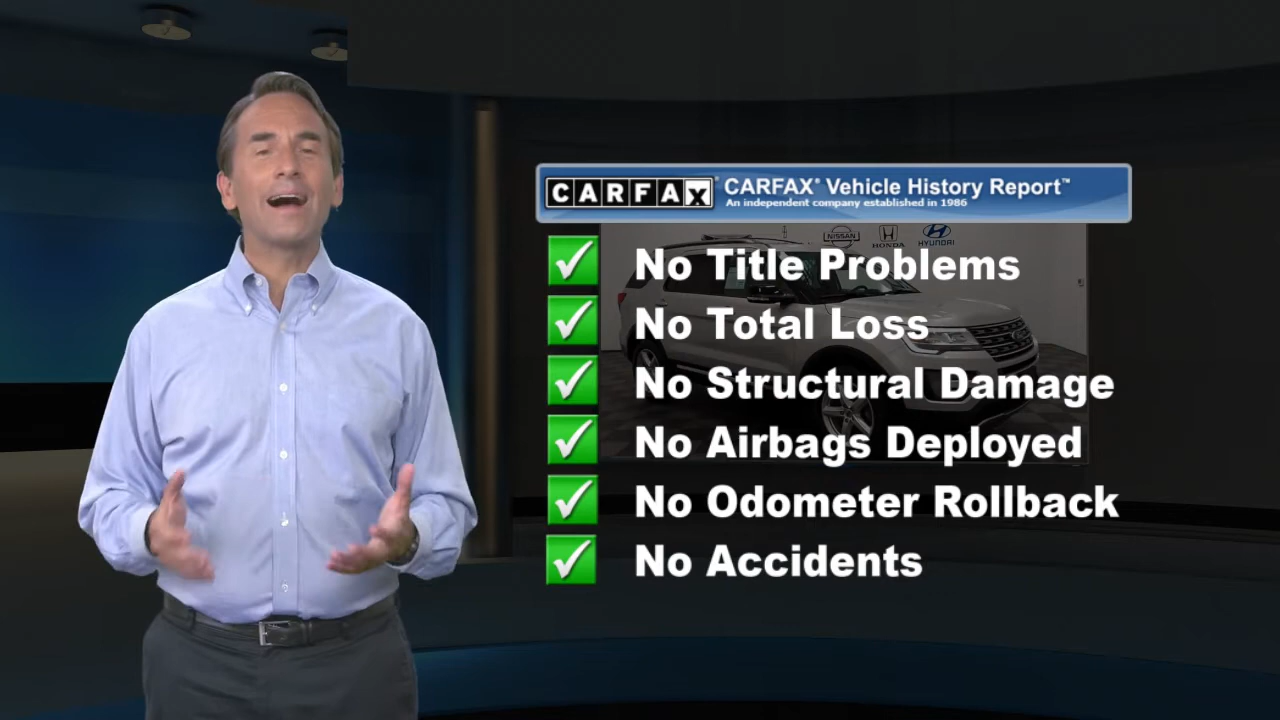 CARFAX® CARFAX® Vehicle History Report™
An independent company established in 1986
NISSAN HONDA HYUNDAI
No Title Problems
No Total Loss
No Structural Damage
No Airbags Deployed
No Odometer Rollback
No Accidents